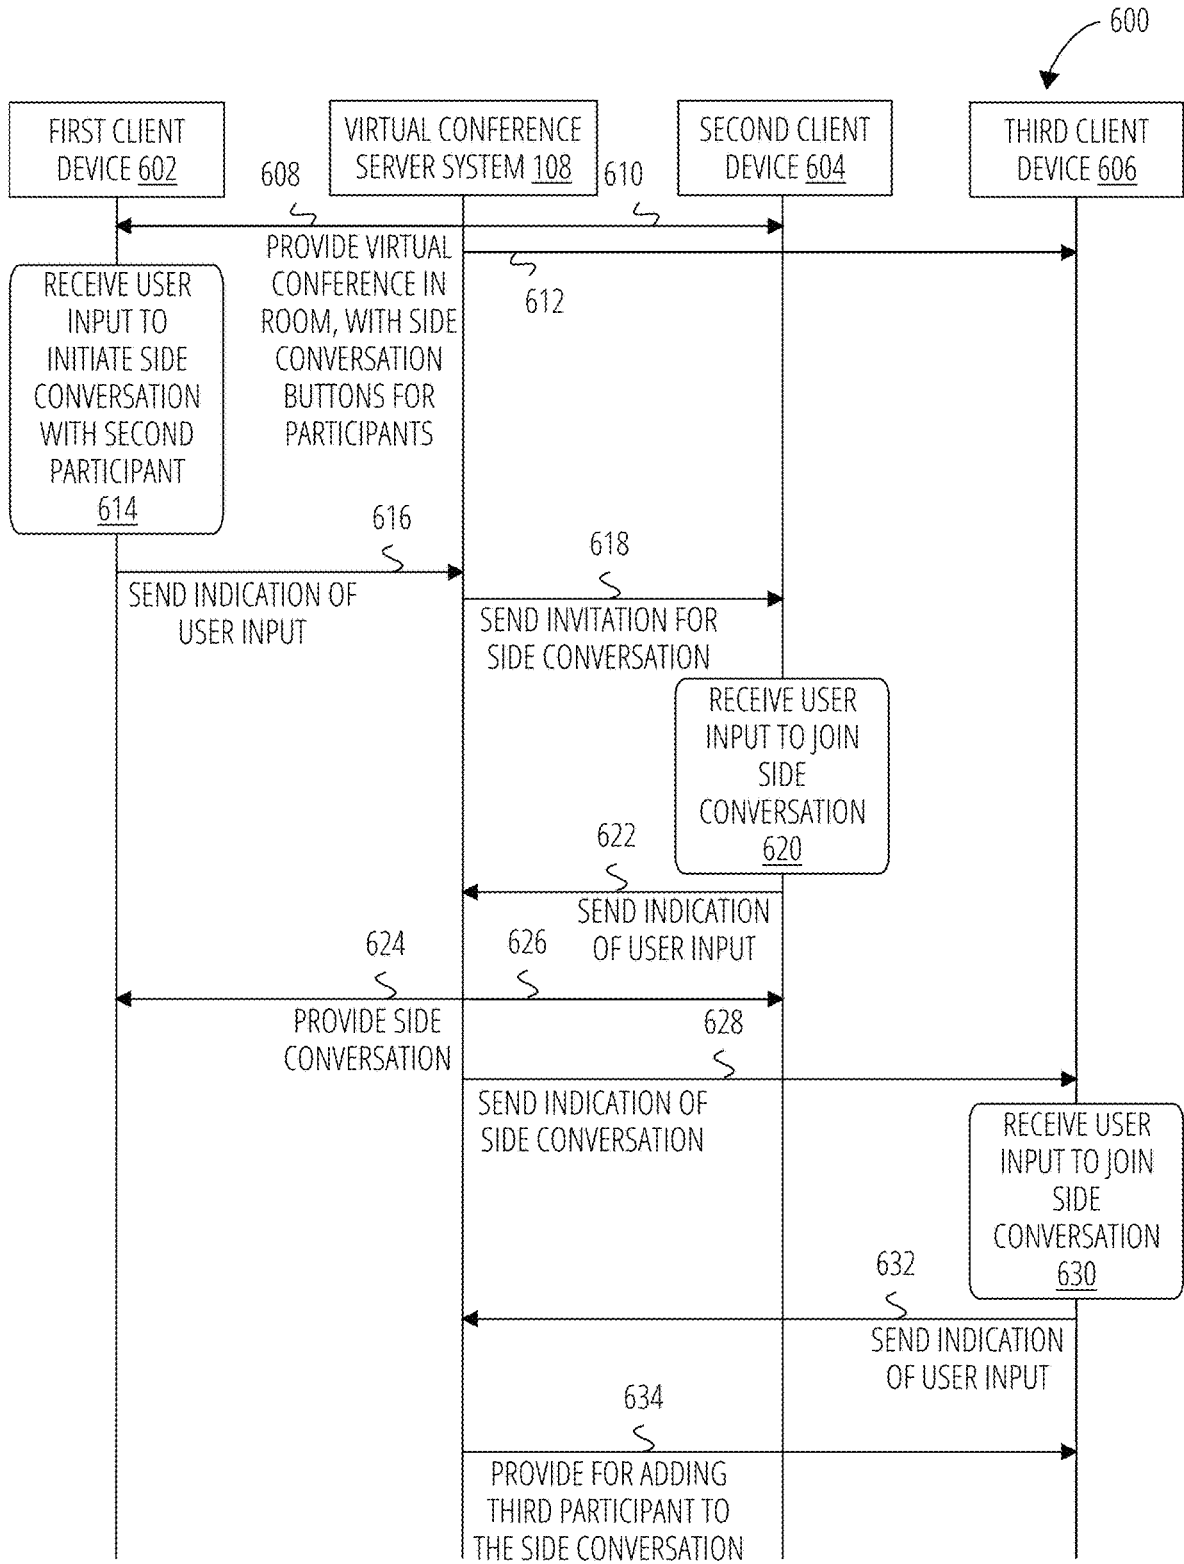 600
FIRST CLIENT
DEVICE 602
VIRTUAL CONFERENCE
SERVER SYSTEM 108
SECOND CLIENT
DEVICE 604
THIRD CLIENT
DEVICE 606
608
610
PROVIDE VIRTUAL
CONFERENCE IN
ROOM, WITH SIDE
CONVERSATION
BUTTONS FOR
PARTICIPANTS
612
RECEIVE USER
INPUT TO
INITIATE SIDE
CONVERSATION
WITH SECOND
PARTICIPANT
614
616
SEND INDICATION OF
USER INPUT
618
SEND INVITATION FOR
SIDE CONVERSATION
RECEIVE USER
INPUT TO JOIN
SIDE
CONVERSATION
620
622
SEND INDICATION
OF USER INPUT
624
626
PROVIDE SIDE
CONVERSATION
628
SEND INDICATION OF
SIDE CONVERSATION
RECEIVE USER
INPUT TO JOIN
SIDE
CONVERSATION
630
632
SEND INDICATION
OF USER INPUT
634
PROVIDE FOR ADDING
THIRD PARTICIPANT TO
THE SIDE CONVERSATION